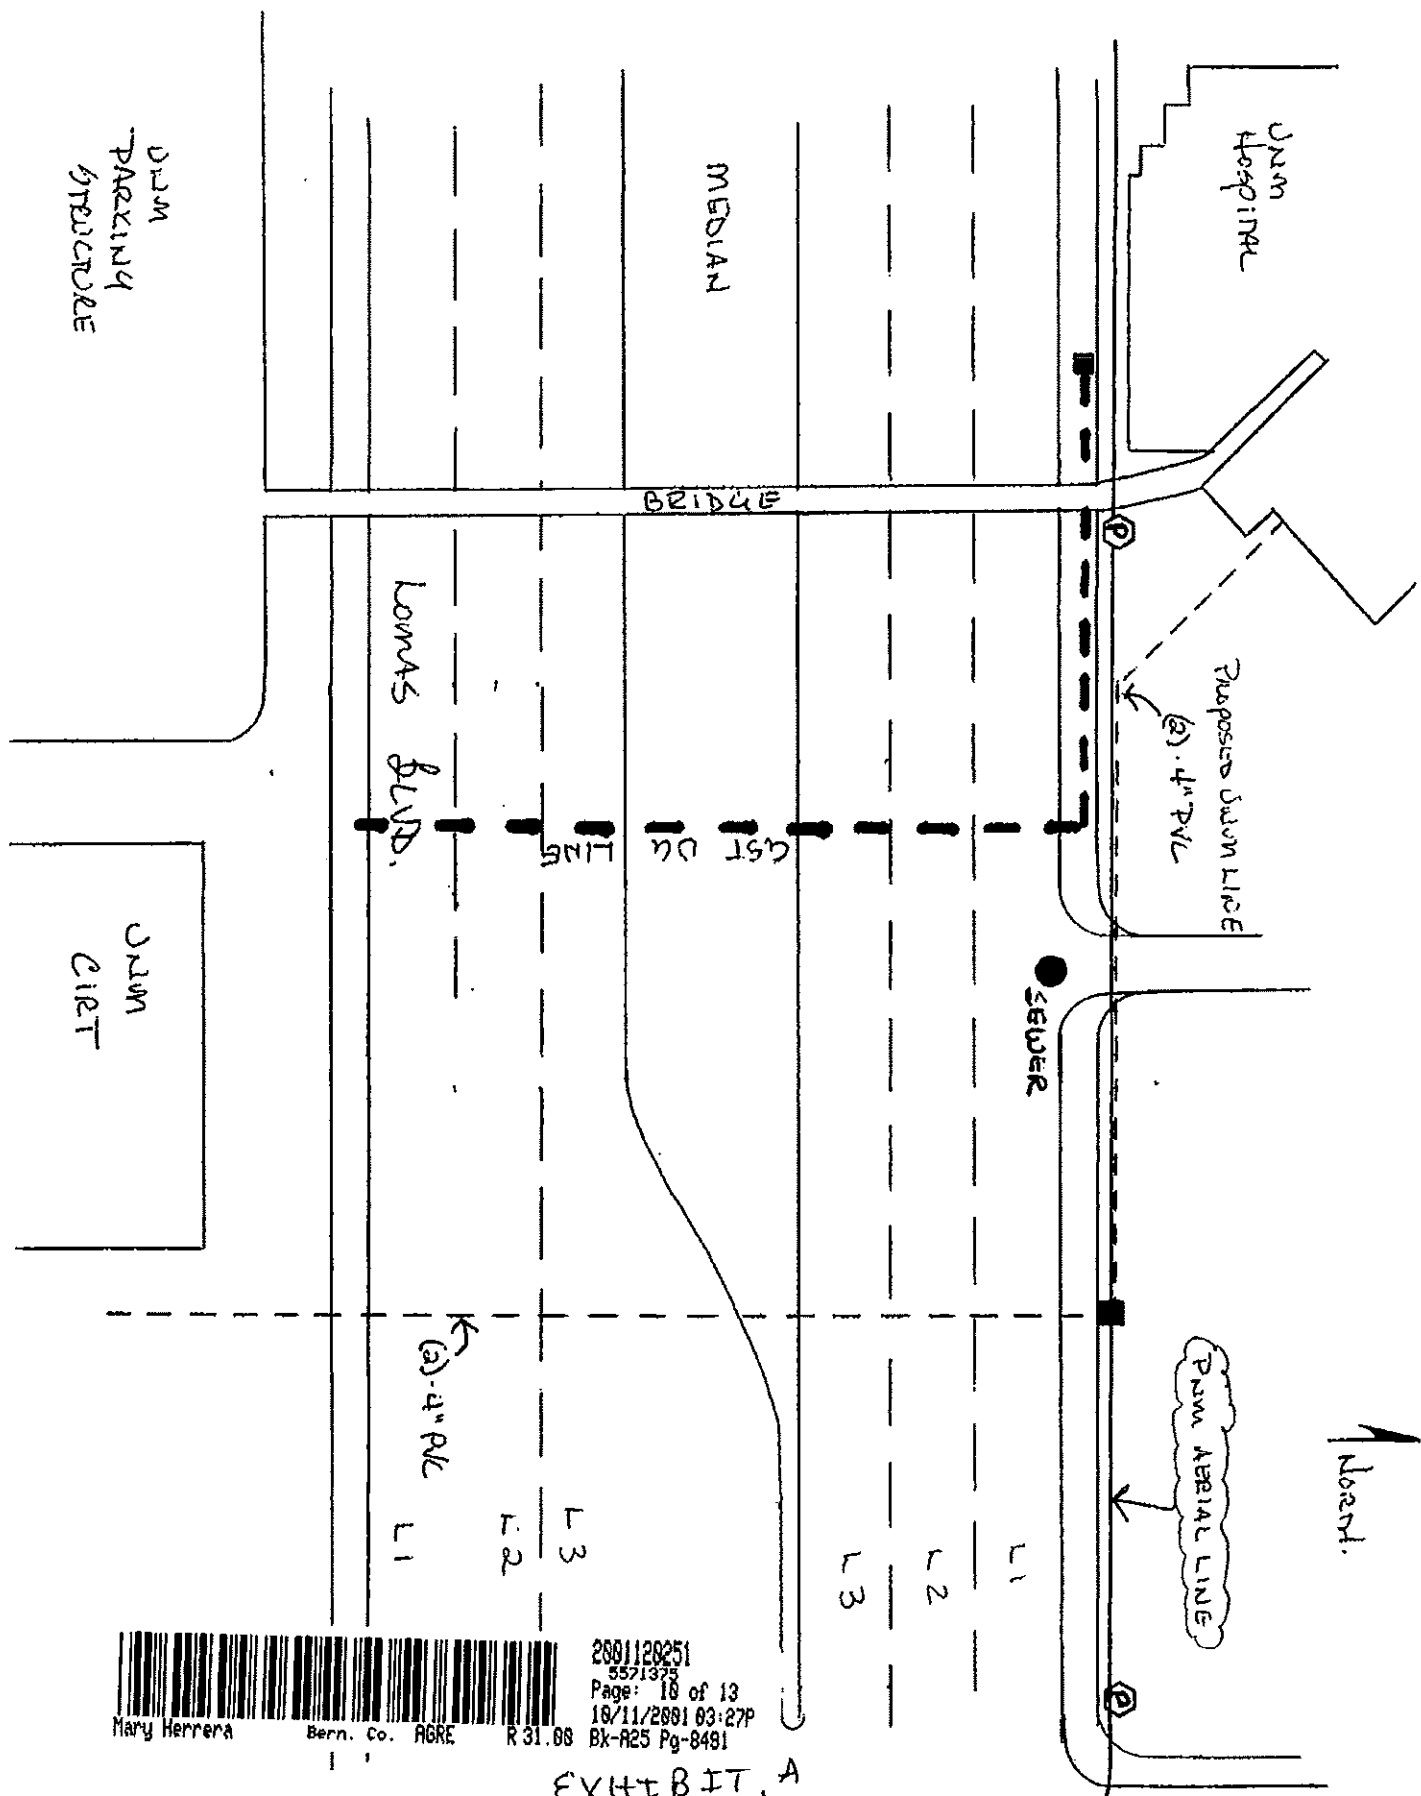 UNM
Hospital
UNM
PARKING
STRUCTURE
MEDIAN
BRIDGE
P
PROPOSED UNM LINE
(2)·4" PVC
LOMAS BLVD.
QST UG LINE
SEWER
UNM
CIRT
(2)·4" PVC
PNM AERIAL LINE
NORTH.
L1
L2
L3
L3
L2
L1
P
2001120251
5571375
Page: 10 of 13
10/11/2001 03:27P
Mary Herrera Bern. Co. AGRE R 31.00 Bk-A25 Pg-8491
EXHIBIT. A